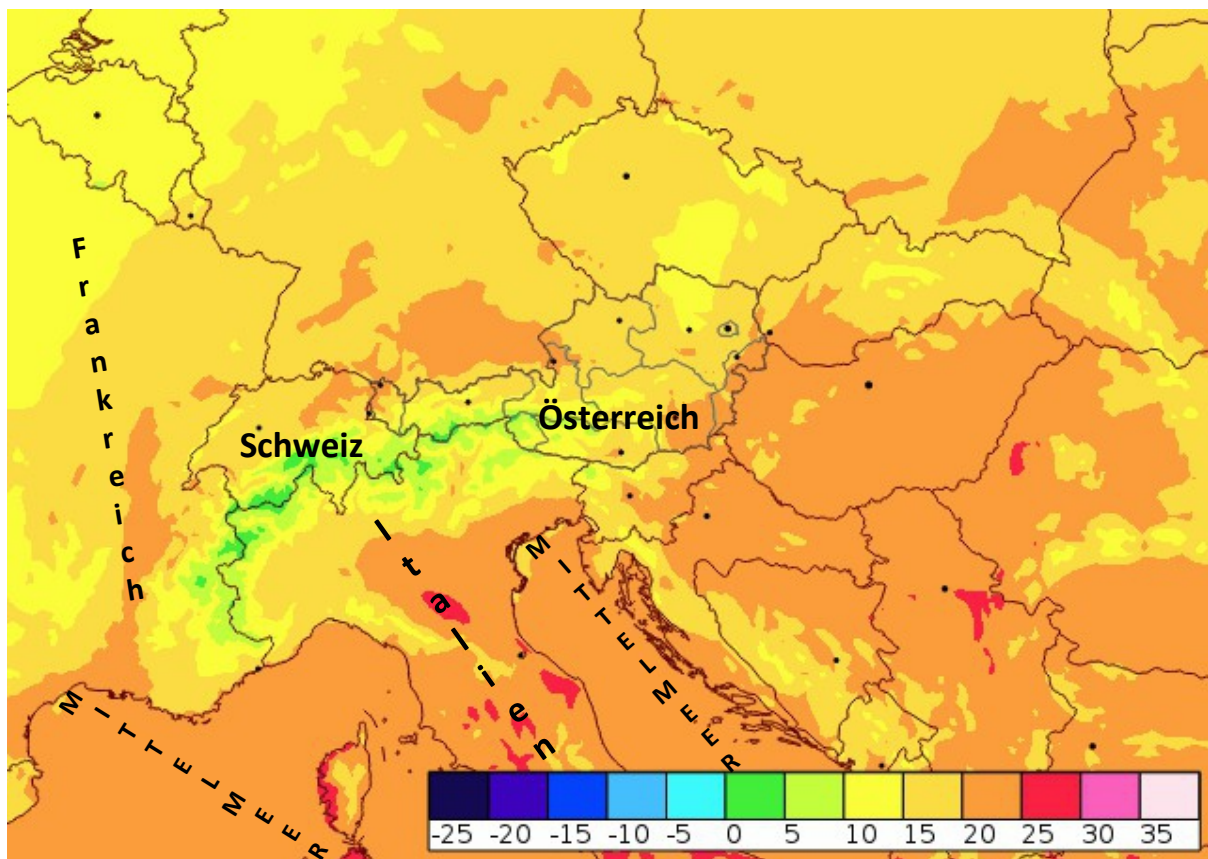 Frankreich
Österreich
Schweiz
Italien
MITTELMEER
MITTELMEER
-25 -20 -15 -10 -5 0 5 10 15 20 25 30 35